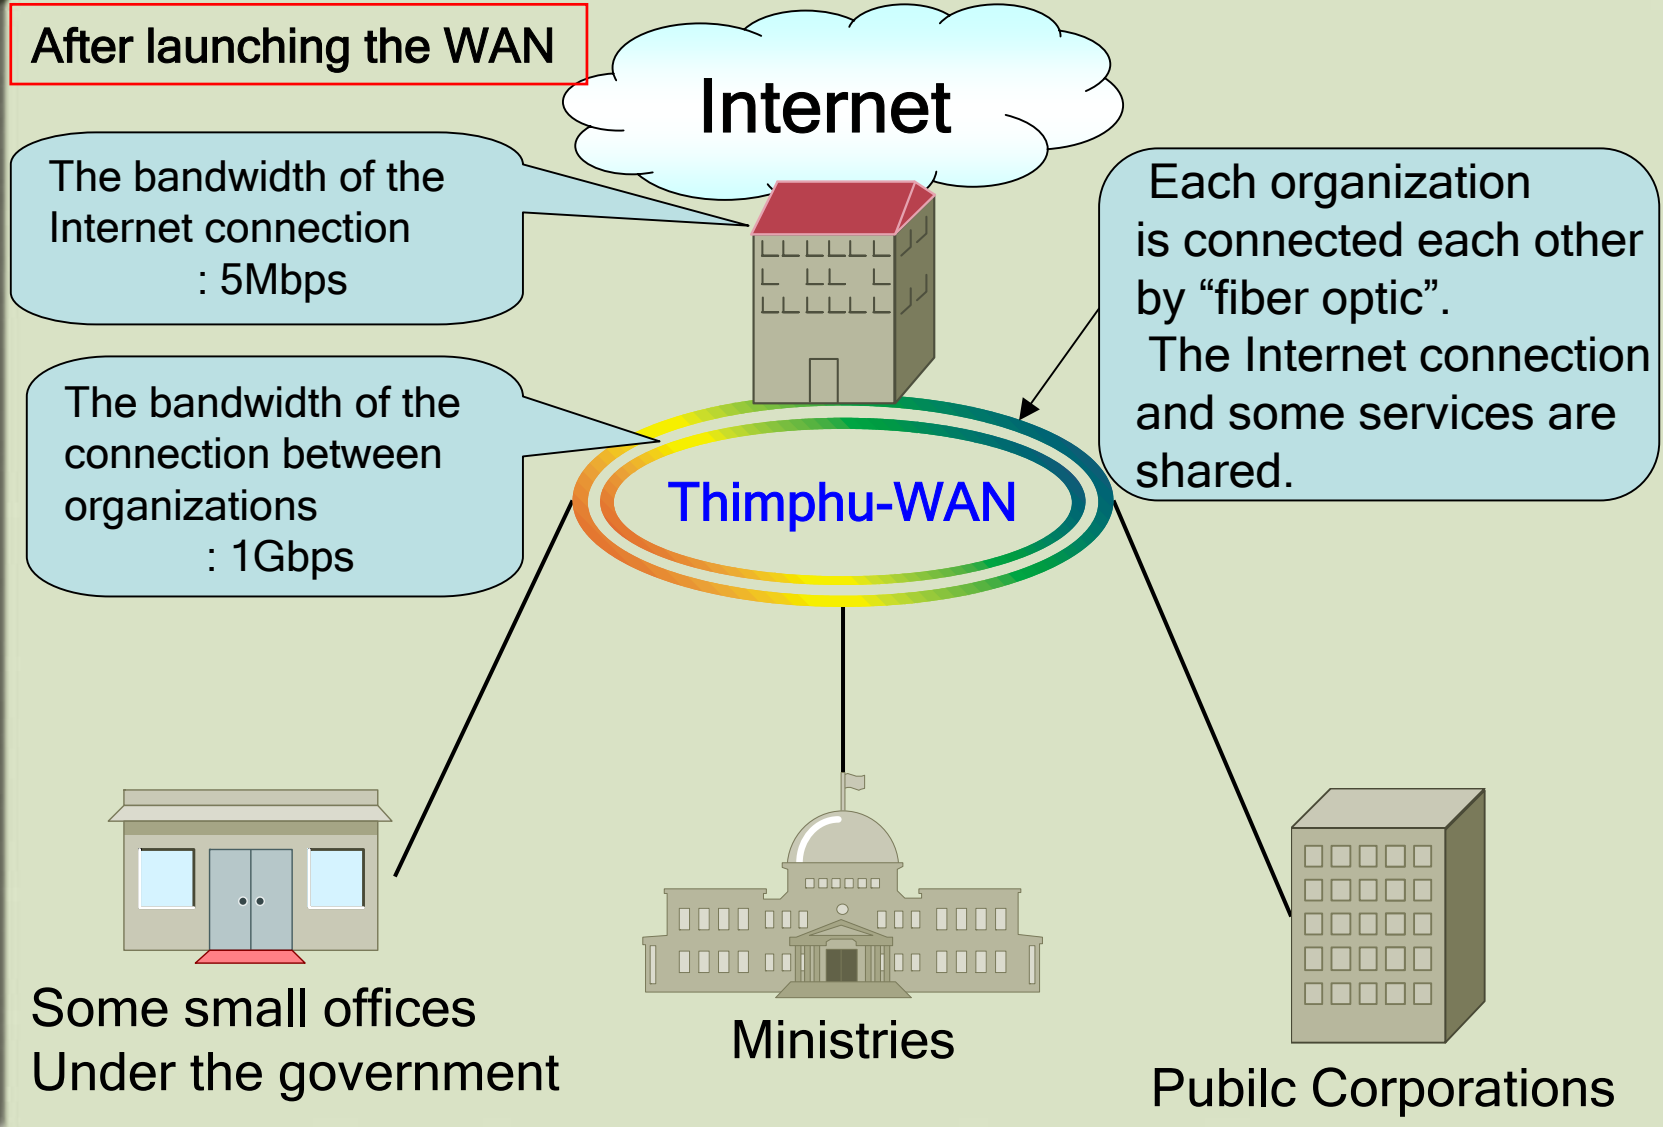 After launching the WAN
Internet
The bandwidth of the
Internet connection
: 5Mbps
Each organization
is connected each other
by “fiber optic”.
The Internet connection
and some services are
shared.
The bandwidth of the
connection between
organizations
: 1Gbps
Thimphu-WAN
Some small offices
Under the government
Ministries
Pubilc Corporations